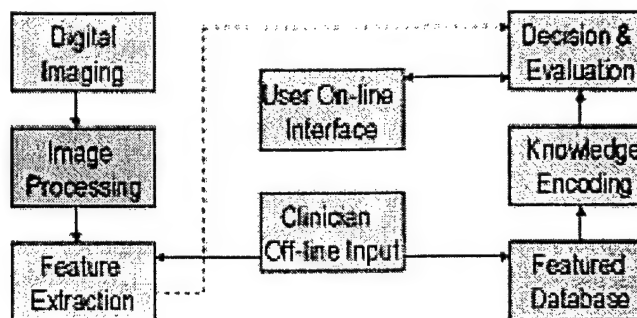 Digital
Imaging
Image
Processing
Feature
Extraction
User On-line
Interface
Clinician
Off-line Input
Decision &
Evaluation
Knowledge
Encoding
Featured
Database